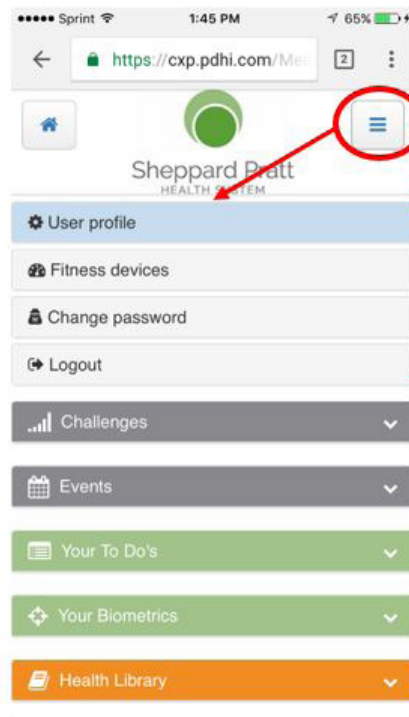 Sprint 1:45 PM 65%
https://cxp.pdhi.com/Mem 2
Sheppard Pratt
HEALTH SYSTEM
User profile
Fitness devices
Change password
Logout
Challenges
Events
Your To Do's
Your Biometrics
Health Library